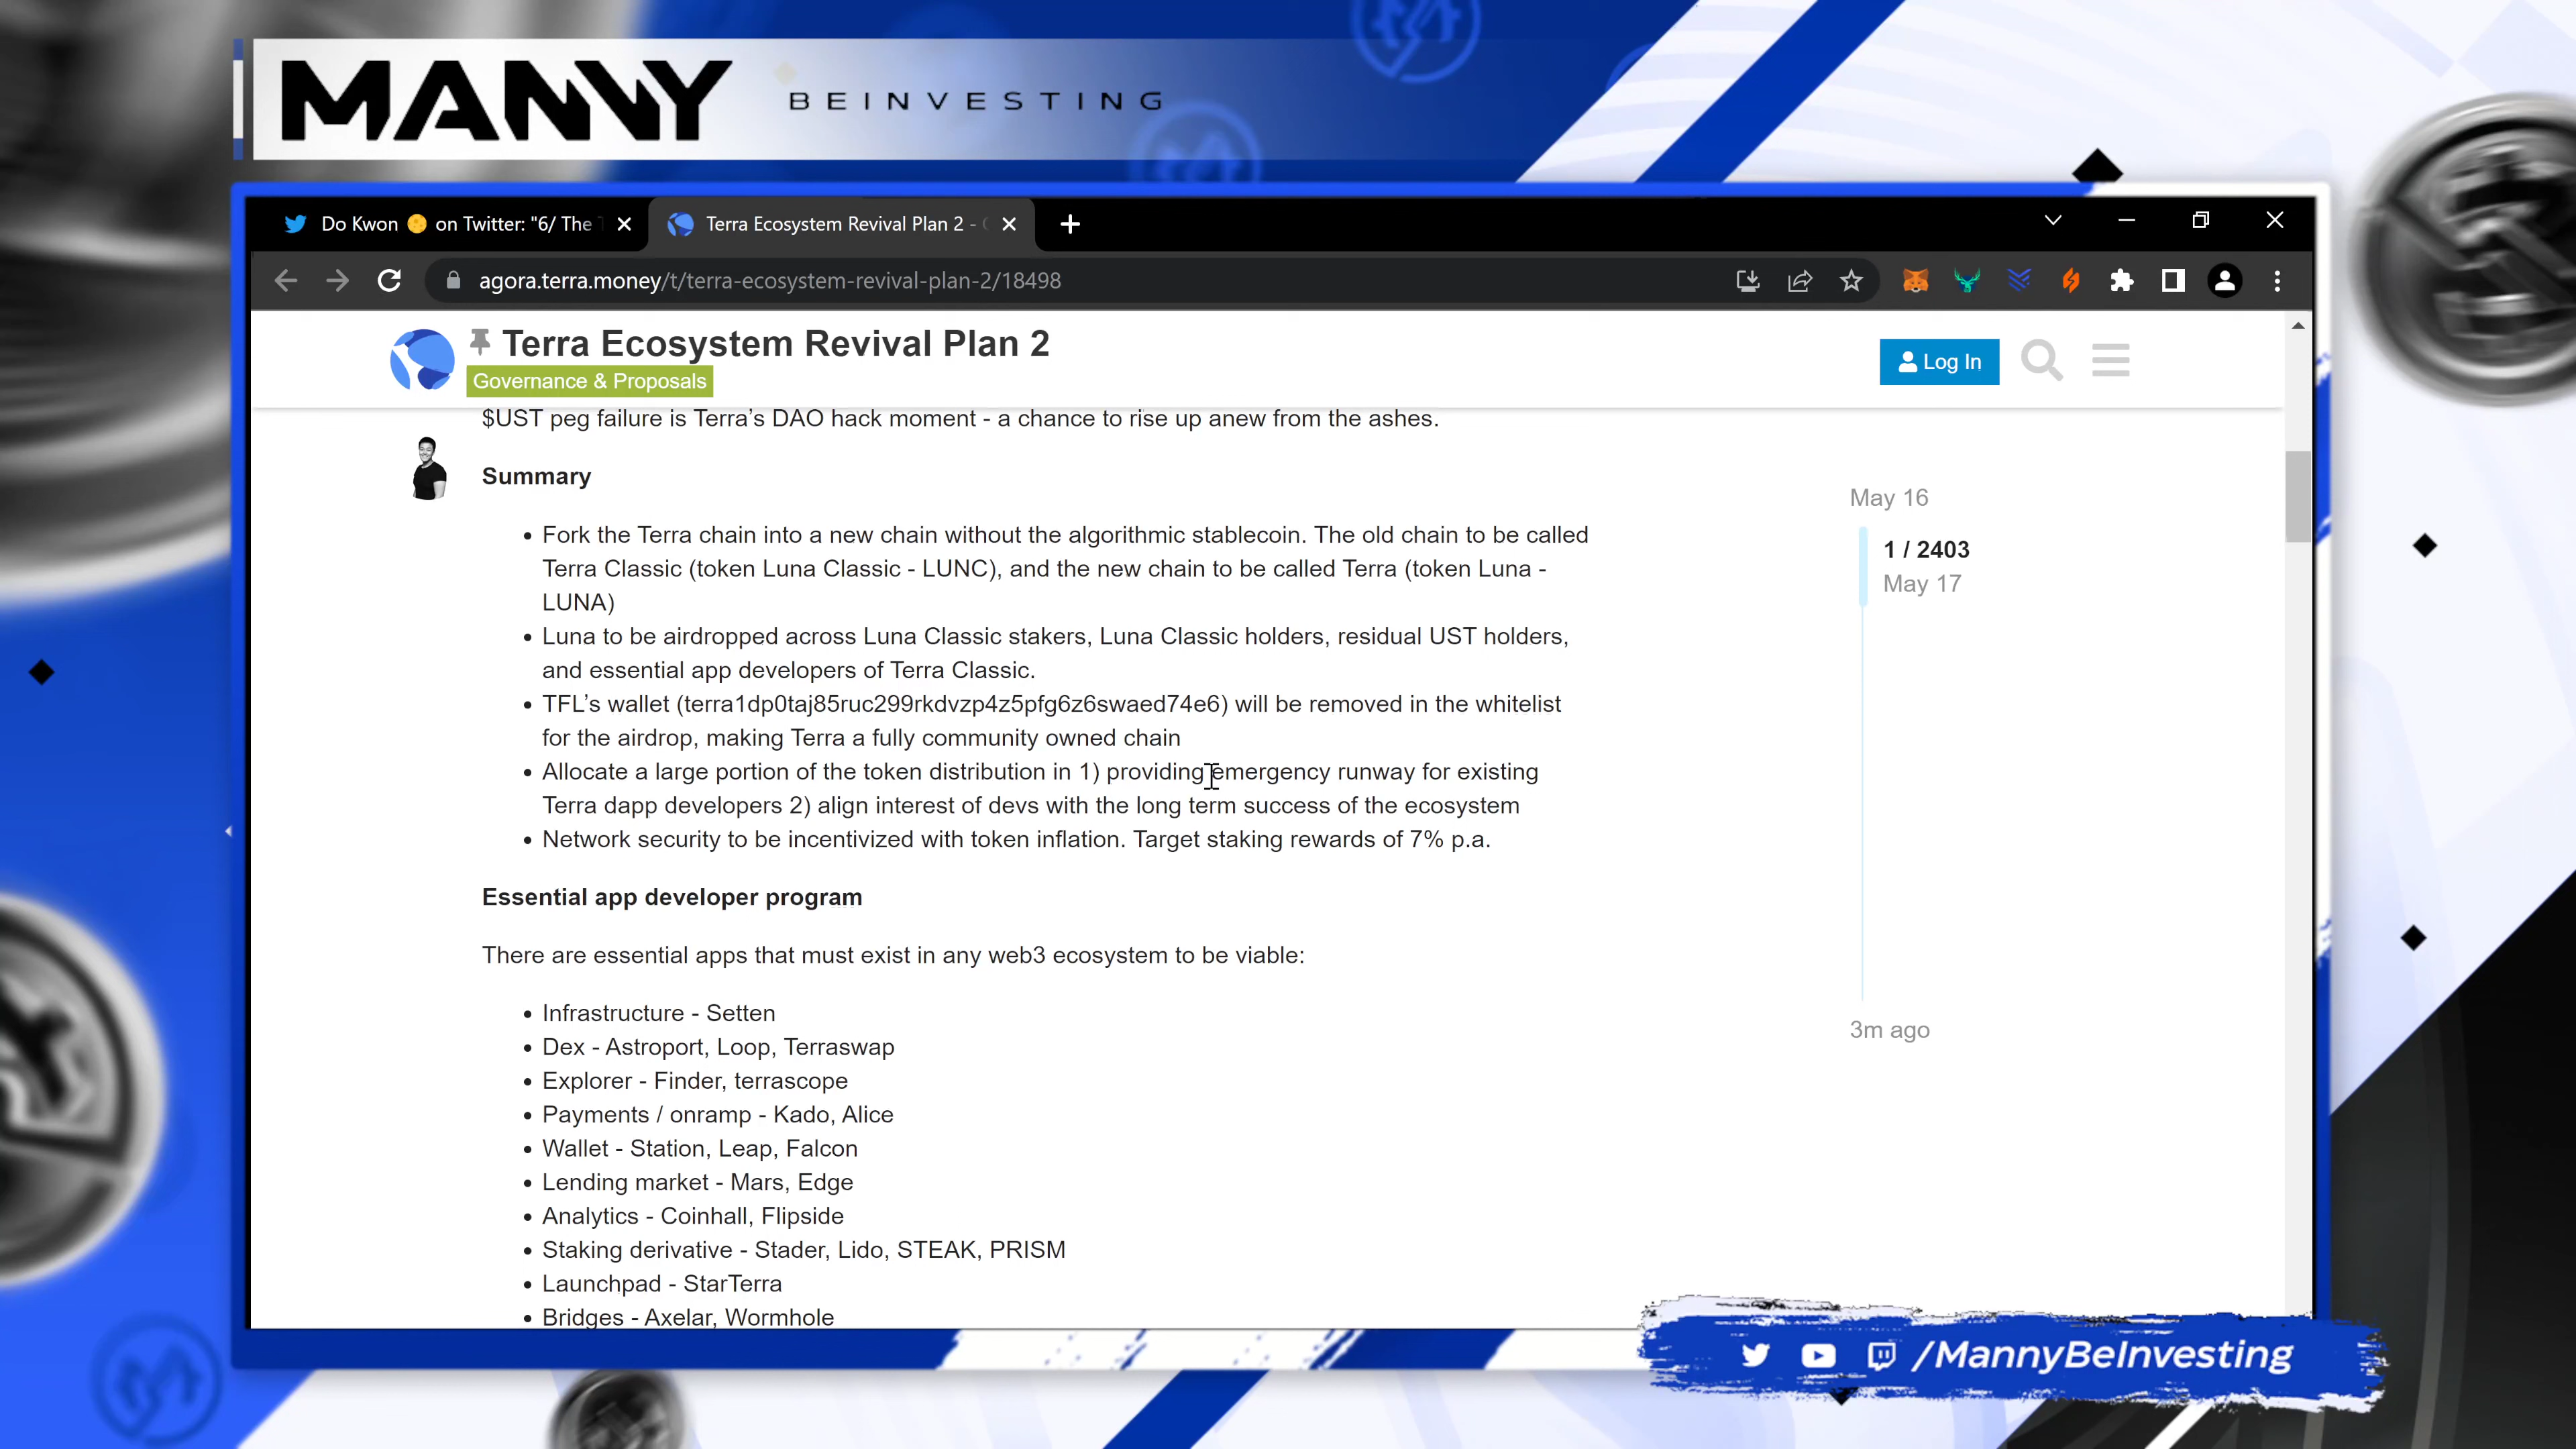 MANNY BEINVESTING
Do Kwon on Twitter: "6/ The
Terra Ecosystem Revival Plan 2 -
agora.terra.money/t/terra-ecosystem-revival-plan-2/18498
Terra Ecosystem Revival Plan 2
Governance & Proposals
Log In
$UST peg failure is Terra’s DAO hack moment - a chance to rise up anew from the ashes.
Summary
• Fork the Terra chain into a new chain without the algorithmic stablecoin. The old chain to be called
Terra Classic (token Luna Classic - LUNC), and the new chain to be called Terra (token Luna -
LUNA)
• Luna to be airdropped across Luna Classic stakers, Luna Classic holders, residual UST holders,
and essential app developers of Terra Classic.
• TFL’s wallet (terra1dp0taj85ruc299rkdvzp4z5pfg6z6swaed74e6) will be removed in the whitelist
for the airdrop, making Terra a fully community owned chain
• Allocate a large portion of the token distribution in 1) providing emergency runway for existing
Terra dapp developers 2) align interest of devs with the long term success of the ecosystem
• Network security to be incentivized with token inflation. Target staking rewards of 7% p.a.
Essential app developer program
There are essential apps that must exist in any web3 ecosystem to be viable:
• Infrastructure - Setten
• Dex - Astroport, Loop, Terraswap
• Explorer - Finder, terrascope
• Payments / onramp - Kado, Alice
• Wallet - Station, Leap, Falcon
• Lending market - Mars, Edge
• Analytics - Coinhall, Flipside
• Staking derivative - Stader, Lido, STEAK, PRISM
• Launchpad - StarTerra
• Bridges - Axelar, Wormhole
May 16
1 / 2403
May 17
3m ago
/MannyBeInvesting